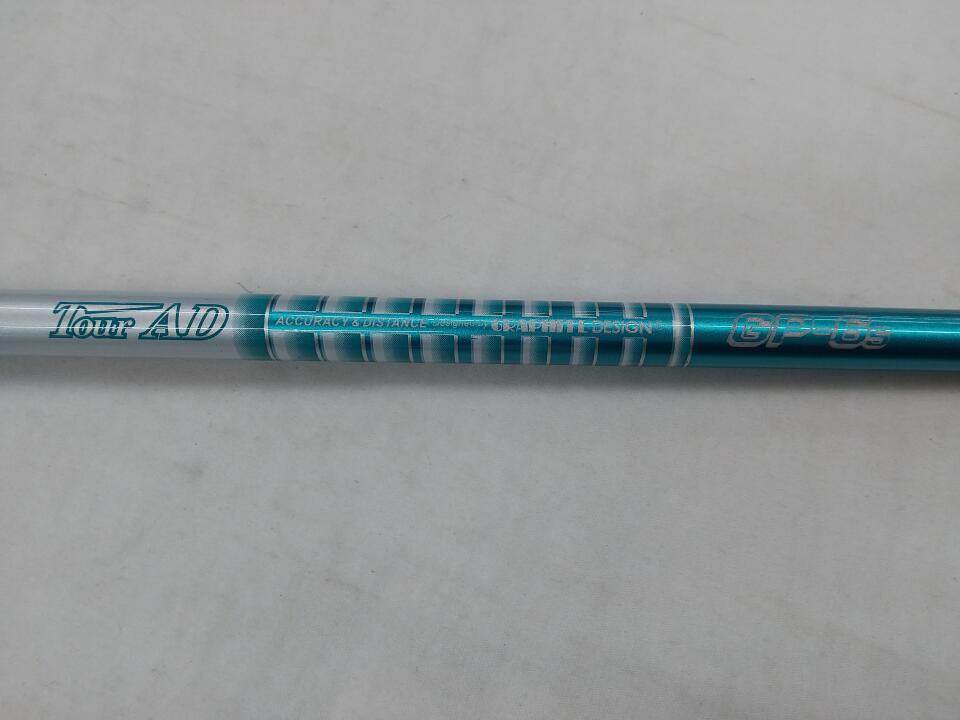 Tour AD
ACCURACY & DISTANCE Designed by GRAPHITE DESIGN®
GP-6s